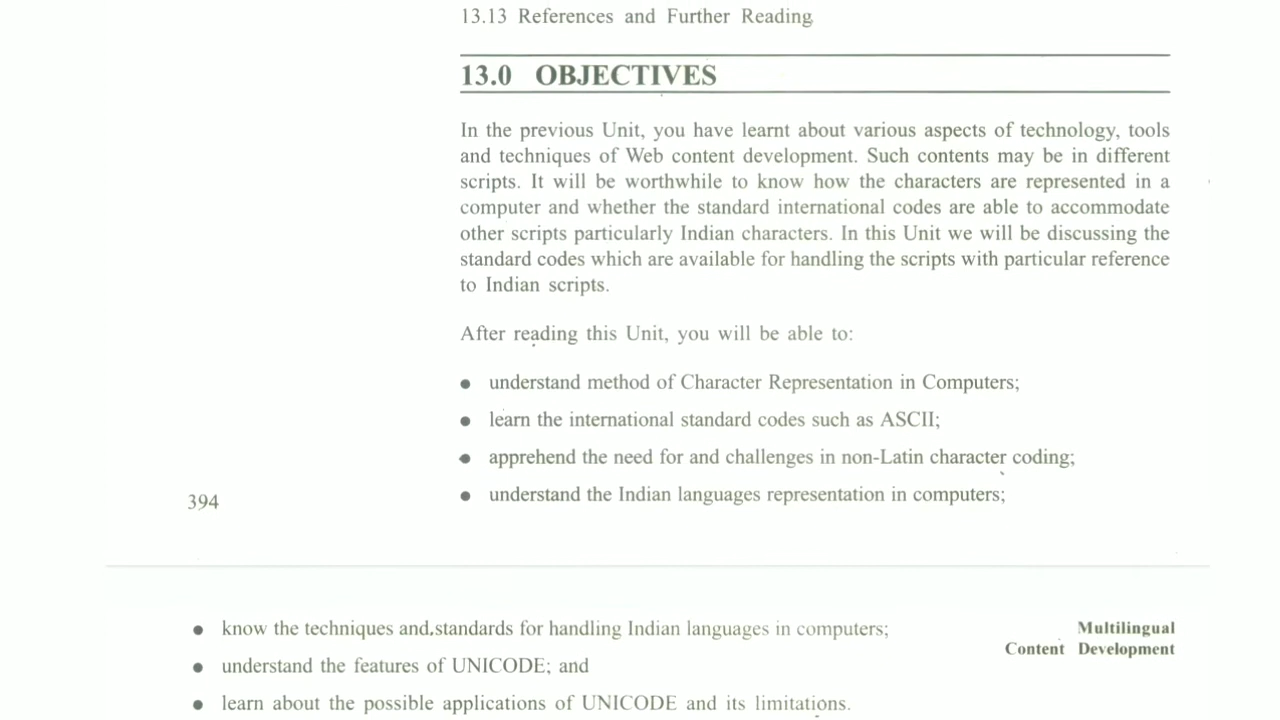 13.13 References and Further Reading
13.0 OBJECTIVES
In the previous Unit, you have learnt about various aspects of technology, tools
and techniques of Web content development. Such contents may be in different
scripts. It will be worthwhile to know how the characters are represented in a
computer and whether the standard international codes are able to accommodate
other scripts particularly Indian characters. In this Unit we will be discussing the
standard codes which are available for handling the scripts with particular reference
to Indian scripts.
After reading this Unit, you will be able to:
● understand method of Character Representation in Computers;
● learn the international standard codes such as ASCII;
● apprehend the need for and challenges in non-Latin character coding;
● understand the Indian languages representation in computers;
394
● know the techniques and standards for handling Indian languages in computers;
● understand the features of UNICODE; and
● learn about the possible applications of UNICODE and its limitations.
Multilingual
Content Development